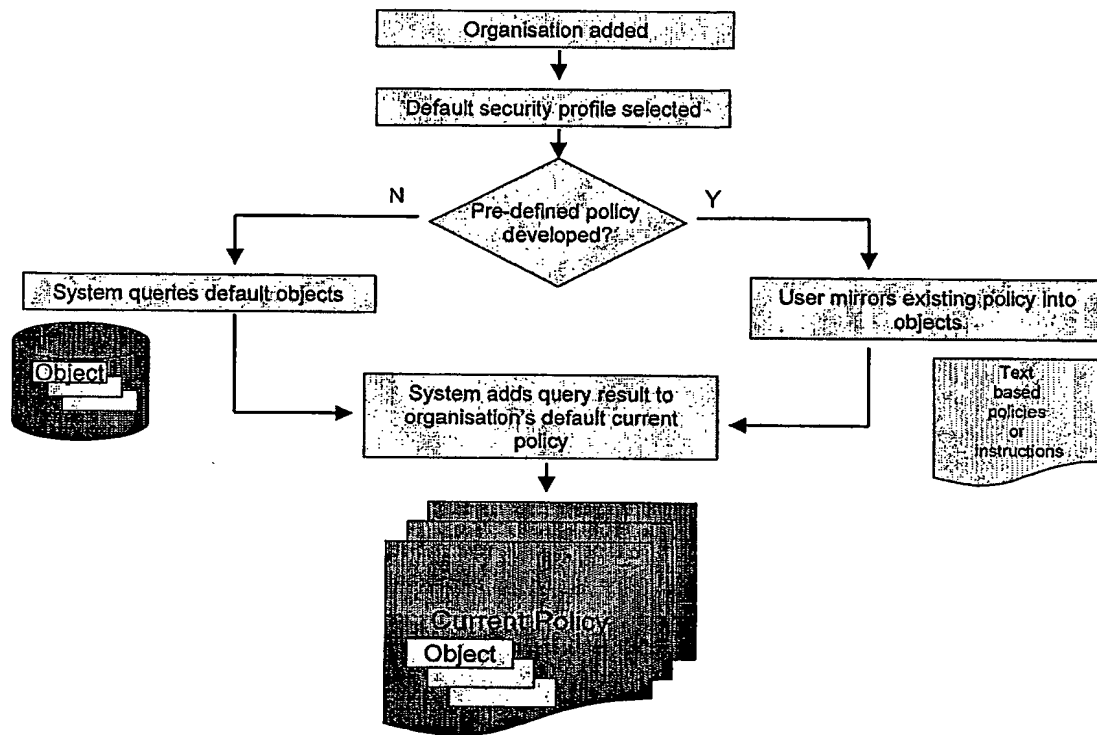 Organisation added
Default security profile selected
N
Y
Pre-defined policy
developed?
System queries default objects
User mirrors existing policy into
objects.
Object
System adds query result to
organisation's default current
policy
Text
based
policies
or
instructions
Current Policy
Object